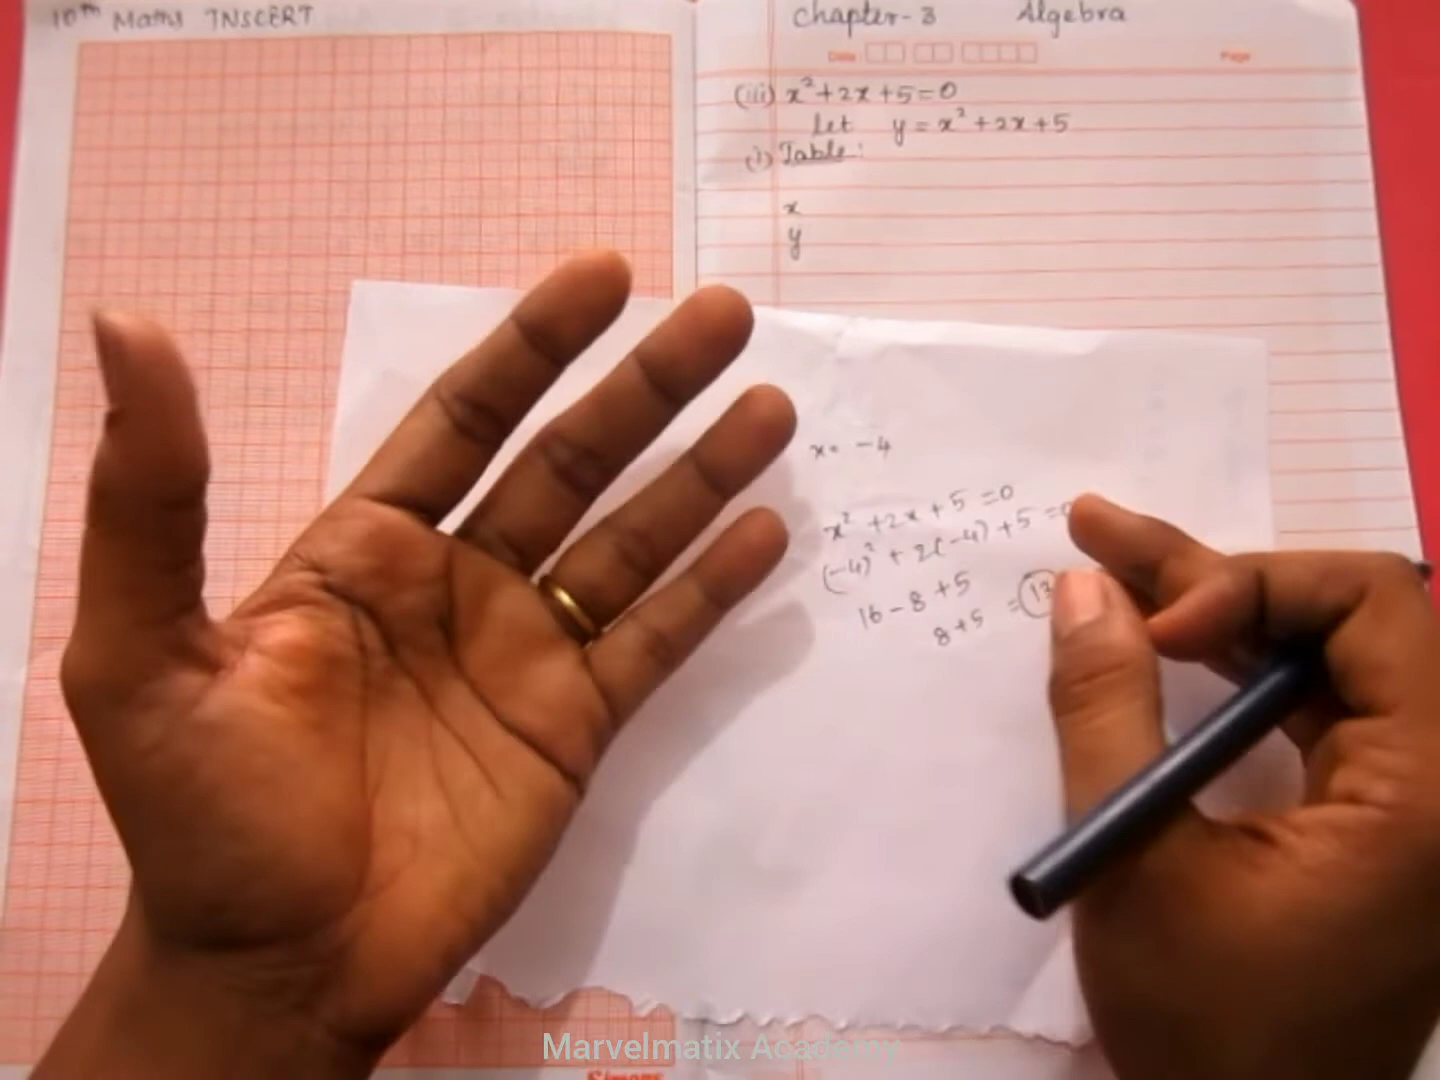 10th Maths TNSCERT
Chapter-3 Algebra
Date: Page
(iii) x²+2x+5=0
let y=x²+2x+5
(i) Table:
x
y
x= -4
x²+2x+5=0
(-4)²+2(-4)+5=0
16-8+5
8+5 =13
Marvelmatix Academy